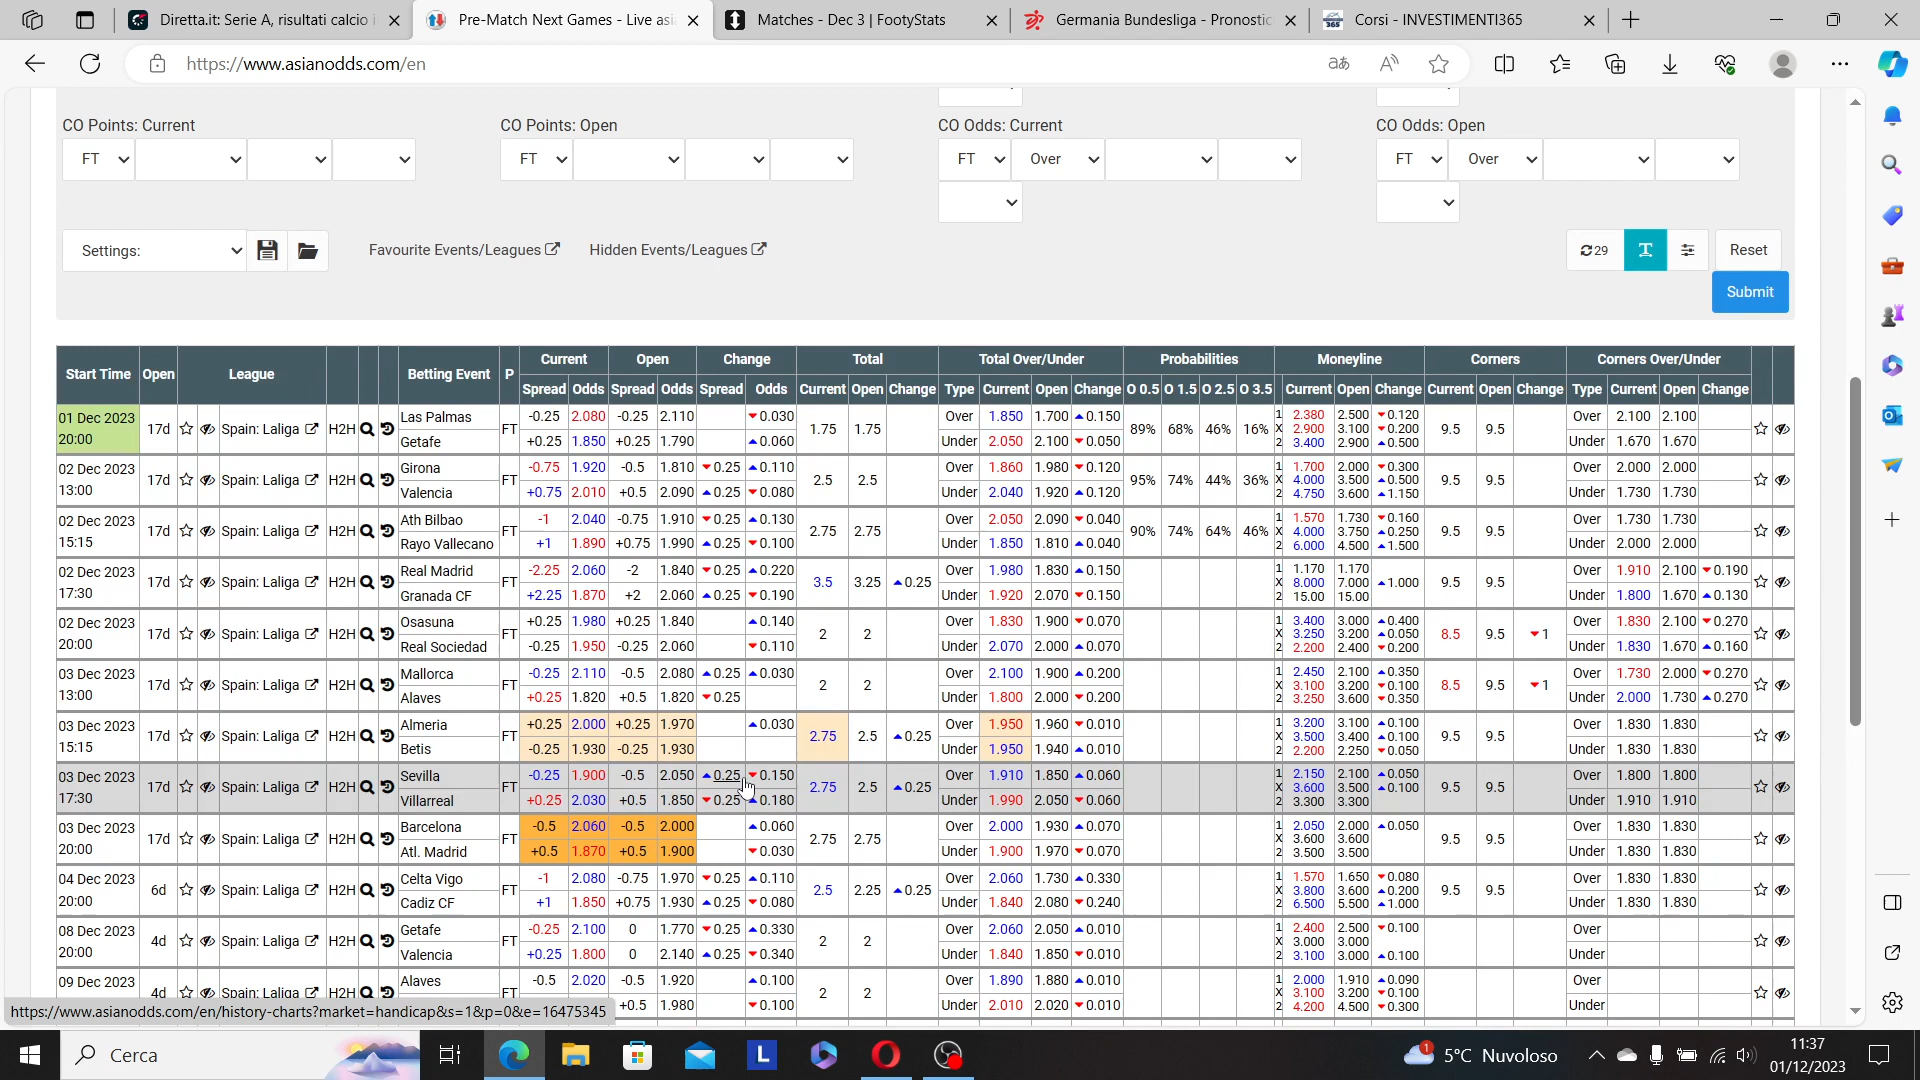 Diretta.it: Serie A, risultati calcio i
Pre-Match Next Games - Live asi
Matches - Dec 3 | FootyStats
Germania Bundesliga - Pronostic
Corsi - INVESTIMENTI365
https://www.asianodds.com/en
CO Points: Current CO Points: Open CO Odds: Current CO Odds: Open
FT FT FT Over FT Over
Settings: Favourite Events/Leagues Hidden Events/Leagues 29 Reset
Submit
Start Time Open League Betting Event P Current Open Change Total Total Over/Under Probabilities Moneyline Corners Corners Over/Under
Spread Odds Spread Odds Spread Odds Current Open Change Type Current Open Change O 0.5 O 1.5 O 2.5 O 3.5 Current Open Change Current Open Change Type Current Open Change
01 Dec 2023 20:00 17d Spain: Laliga H2H FT 1.75 1.75 89% 68% 46% 16% 9.5 9.5
Las Palmas -0.25 2.080 -0.25 2.110 0.030 Over 1.850 1.700 0.150 Over 2.100 2.100
Getafe +0.25 1.850 +0.25 1.790 0.060 Under 2.050 2.100 0.050 Under 1.670 1.670
1 2.380 2.500 0.120
X 2.900 3.100 0.200
2 3.400 2.900 0.500
02 Dec 2023 13:00 17d Spain: Laliga H2H FT 2.5 2.5 95% 74% 44% 36% 9.5 9.5
Girona -0.75 1.920 -0.5 1.810 0.25 0.110 Over 1.860 1.980 0.120 Over 2.000 2.000
Valencia +0.75 2.010 +0.5 2.090 0.25 0.080 Under 2.040 1.920 0.120 Under 1.730 1.730
1 1.700 2.000 0.300
X 4.000 3.500 0.500
2 4.750 3.600 1.150
02 Dec 2023 15:15 17d Spain: Laliga H2H FT 2.75 2.75 90% 74% 64% 46% 9.5 9.5
Ath Bilbao -1 2.040 -0.75 1.910 0.25 0.130 Over 2.050 2.090 0.040 Over 1.730 1.730
Rayo Vallecano +1 1.890 +0.75 1.990 0.25 0.100 Under 1.850 1.810 0.040 Under 2.000 2.000
1 1.570 1.730 0.160
X 4.000 3.750 0.250
2 6.000 4.500 1.500
02 Dec 2023 17:30 17d Spain: Laliga H2H FT 3.5 3.25 0.25 9.5 9.5
Real Madrid -2.25 2.060 -2 1.840 0.25 0.220 Over 1.980 1.830 0.150 Over 1.910 2.100 0.190
Granada CF +2.25 1.870 +2 2.060 0.25 0.190 Under 1.920 2.070 0.150 Under 1.800 1.670 0.130
1 1.170 1.170
X 8.000 7.000 1.000
2 15.00 15.00
02 Dec 2023 20:00 17d Spain: Laliga H2H FT 2 2 8.5 9.5 1
Osasuna +0.25 1.980 +0.25 1.840 0.140 Over 1.830 1.900 0.070 Over 1.830 2.100 0.270
Real Sociedad -0.25 1.950 -0.25 2.060 0.110 Under 2.070 2.000 0.070 Under 1.830 1.670 0.160
1 3.400 3.000 0.400
X 3.250 3.200 0.050
2 2.200 2.400 0.200
03 Dec 2023 13:00 17d Spain: Laliga H2H FT 2 2 8.5 9.5 1
Mallorca -0.25 2.110 -0.5 2.080 0.25 0.030 Over 2.100 1.900 0.200 Over 1.730 2.000 0.270
Alaves +0.25 1.820 +0.5 1.820 0.25 Under 1.800 2.000 0.200 Under 2.000 1.730 0.270
1 2.450 2.100 0.350
X 3.100 3.200 0.100
2 3.250 3.600 0.350
03 Dec 2023 15:15 17d Spain: Laliga H2H FT 2.75 2.5 0.25 9.5 9.5
Almeria +0.25 2.000 +0.25 1.970 0.030 Over 1.950 1.960 0.010 Over 1.830 1.830
Betis -0.25 1.930 -0.25 1.930 Under 1.950 1.940 0.010 Under 1.830 1.830
1 3.200 3.100 0.100
X 3.500 3.400 0.100
2 2.200 2.250 0.050
03 Dec 2023 17:30 17d Spain: Laliga H2H FT 2.75 2.5 0.25 9.5 9.5
Sevilla -0.25 1.900 -0.5 2.050 0.25 0.150 Over 1.910 1.850 0.060 Over 1.800 1.800
Villarreal +0.25 2.030 +0.5 1.850 0.25 0.180 Under 1.990 2.050 0.060 Under 1.910 1.910
1 2.150 2.100 0.050
X 3.600 3.500 0.100
2 3.300 3.300
03 Dec 2023 20:00 17d Spain: Laliga H2H FT 2.75 2.75 9.5 9.5
Barcelona -0.5 2.060 -0.5 2.000 0.060 Over 2.000 1.930 0.070 Over 1.830 1.830
Atl. Madrid +0.5 1.870 +0.5 1.900 0.030 Under 1.900 1.970 0.070 Under 1.830 1.830
1 2.050 2.000 0.050
X 3.600 3.600
2 3.500 3.500
04 Dec 2023 20:00 6d Spain: Laliga H2H FT 2.5 2.25 0.25 9.5 9.5
Celta Vigo -1 2.080 -0.75 1.970 0.25 0.110 Over 2.060 1.730 0.330 Over 1.830 1.830
Cadiz CF +1 1.850 +0.75 1.930 0.25 0.080 Under 1.840 2.080 0.240 Under 1.830 1.830
1 1.570 1.650 0.080
X 3.800 3.600 0.200
2 6.500 5.500 1.000
08 Dec 2023 20:00 4d Spain: Laliga H2H FT 2 2
Getafe -0.25 2.100 0 1.770 0.25 0.330 Over 2.060 2.050 0.010 Over
Valencia +0.25 1.800 0 2.140 0.25 0.340 Under 1.840 1.850 0.010 Under
1 2.400 2.500 0.100
X 3.000 3.000
2 3.100 3.000 0.100
09 Dec 2023 4d Spain: Laliga H2H FT 2 2
Alaves -0.5 2.020 -0.5 1.920 0.100 Over 1.890 1.880 0.010 Over
+0.5 1.980 0.100 Under 2.010 2.020 0.010 Under
1 2.000 1.910 0.090
X 3.100 3.200 0.100
2 4.200 4.500 0.300
https://www.asianodds.com/en/history-charts?market=handicap&s=1&p=0&e=16475345
Cerca
L
1
5°C Nuvoloso
11:37
01/12/2023